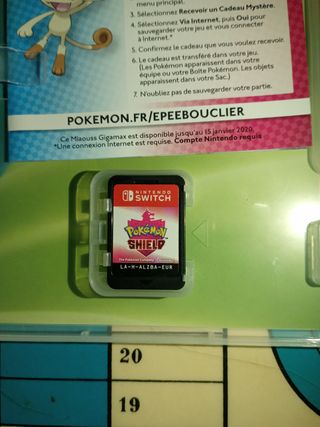 menu principal.
3. Sélectionnez Recevoir un Cadeau Mystère.
4. Sélectionnez Via Internet, puis Oui pour
sauvegarder votre jeu et vous connecter
à Internet.*
5. Confirmez le cadeau que vous voulez recevoir.
6. Le cadeau est transféré dans votre jeu.
(Les Pokémon apparaissent dans votre
équipe ou votre Boîte Pokémon. Les objets
apparaissent dans votre Sac.)
7. N'oubliez pas de sauvegarder votre partie.
POKEMON.FR/EPEEBOUCLIER
Ce Miaouss Gigamax est disponible jusqu'au 15 janvier 2020.
*Une connexion Internet est requise. Compte Nintendo requis
NINTENDO
SWITCH
POKéMON
SHIELD
LA-H-ALZBA-EUR
20
19